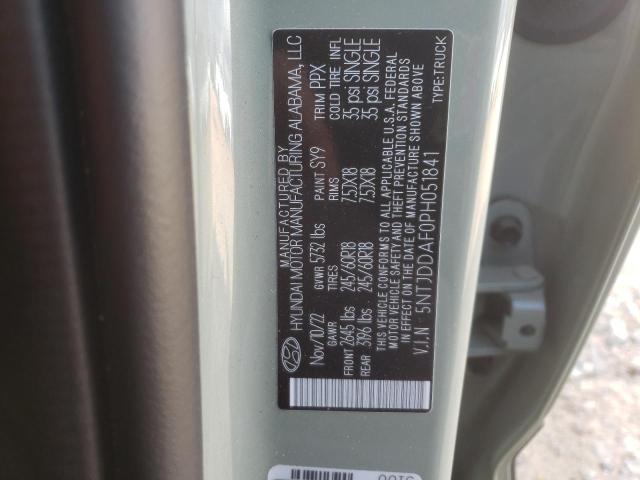 MANUFACTURED BY
HYUNDAI MOTOR MANUFACTURING ALABAMA, LLC
Nov/10/22 GVWR 5732 lbs PAINT SY9 TRIM PPX
GAWR TIRES RIMS COLD TIRE INFL
FRONT 2645 lbs 245/60R18 7.5JX18 35 psi SINGLE
REAR 3196 lbs 245/60R18 7.5JX18 35 psi SINGLE
THIS VEHICLE CONFORMS TO ALL APPLICABLE U.S.A. FEDERAL
MOTOR VEHICLE SAFETY AND THEFT PREVENTION STANDARDS
IN EFFECT ON THE DATE OF MANUFACTURE SHOWN ABOVE
V.I.N 5NTJDDAF0PH051841 TYPE:TRUCK